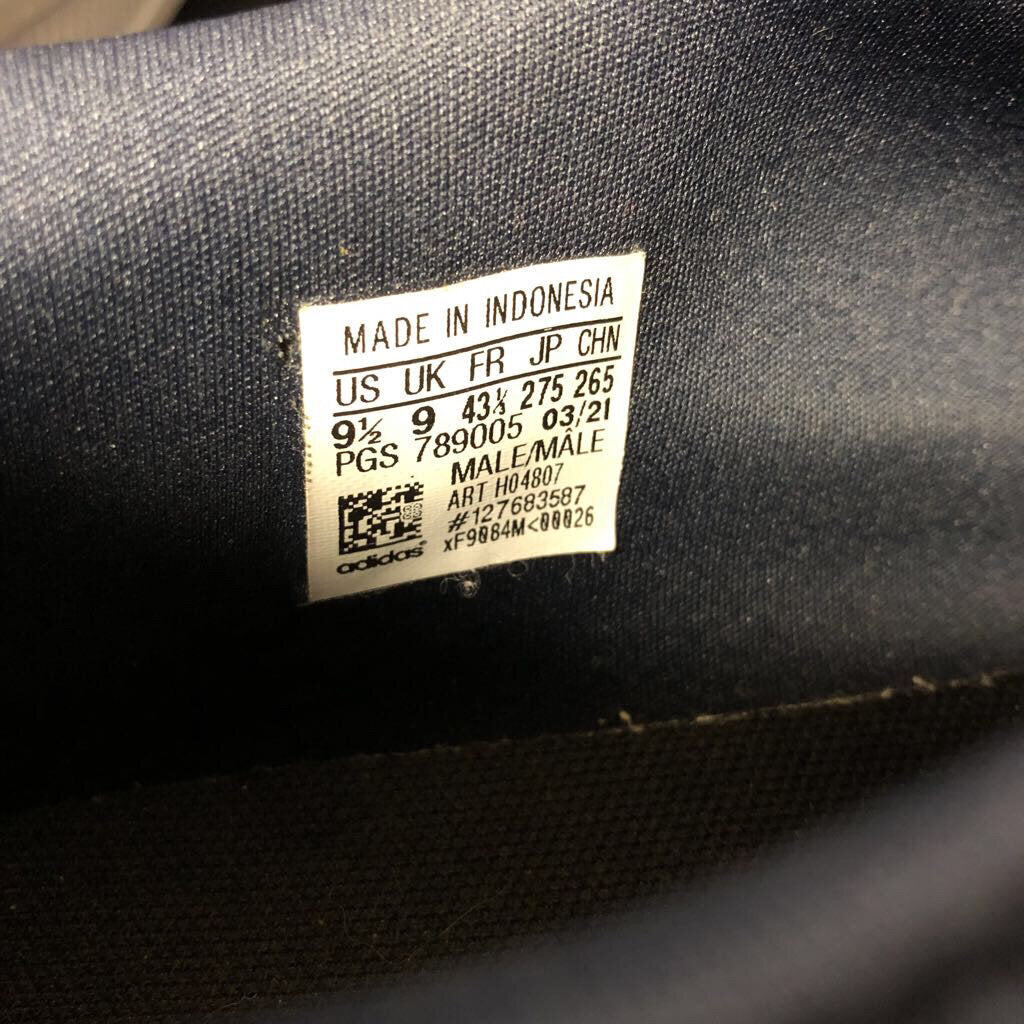 MADE IN INDONESIA
US UK FR JP CHN
9½ 9 43⅓ 275 265
PGS 789005 03/21
MALE/MÂLE
ART H04807
#127683587
xF9084M<00026
adidas